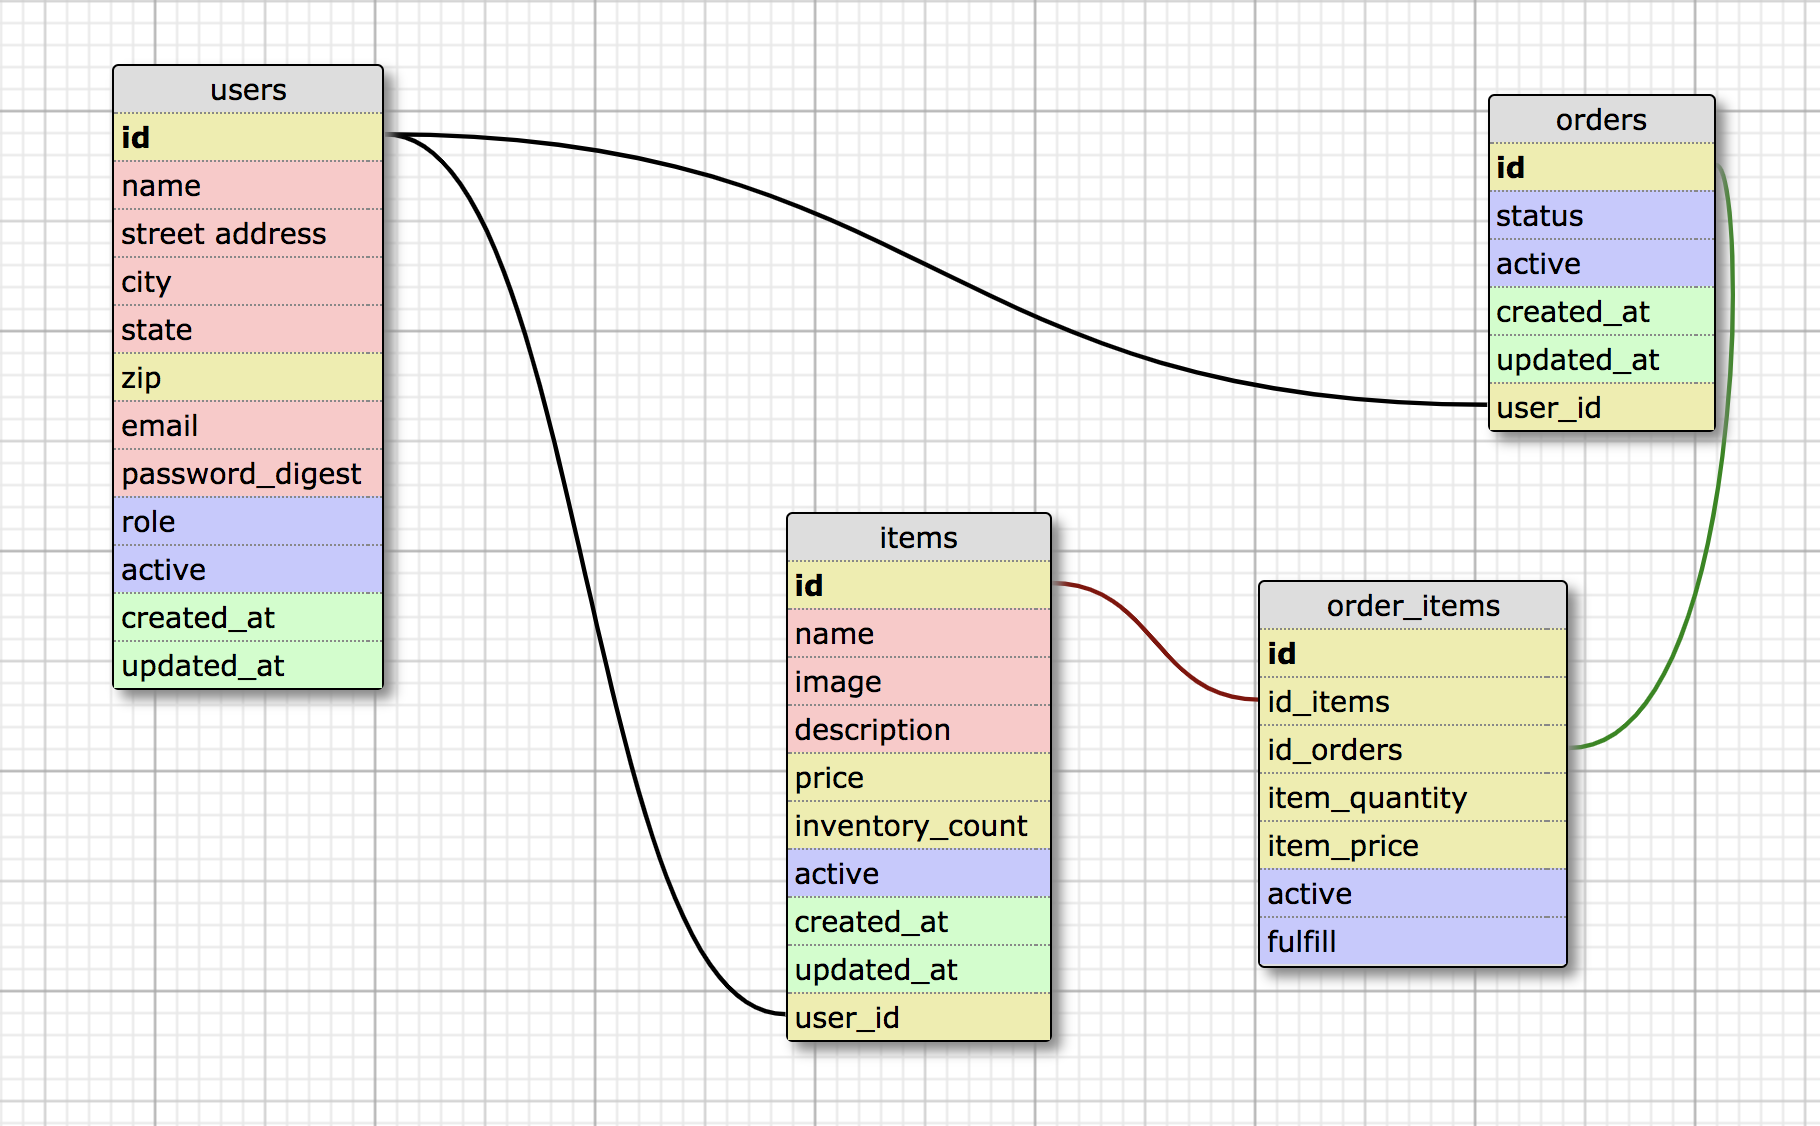 users
id
name
street address
city
state
zip
email
password_digest
role
active
created_at
updated_at
orders
id
status
active
created_at
updated_at
user_id
items
id
name
image
description
price
inventory_count
active
created_at
updated_at
user_id
order_items
id
id_items
id_orders
item_quantity
item_price
active
fulfill